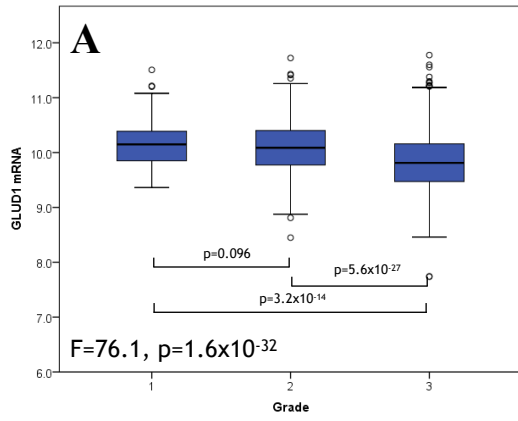 A
12.0
11.0
10.0
9.0
8.0
7.0
6.0
GLUD1 mRNA
p=0.096
p=5.6x10⁻²⁷
p=3.2x10⁻¹⁴
F=76.1, p=1.6x10⁻³²
1 2 3
Grade